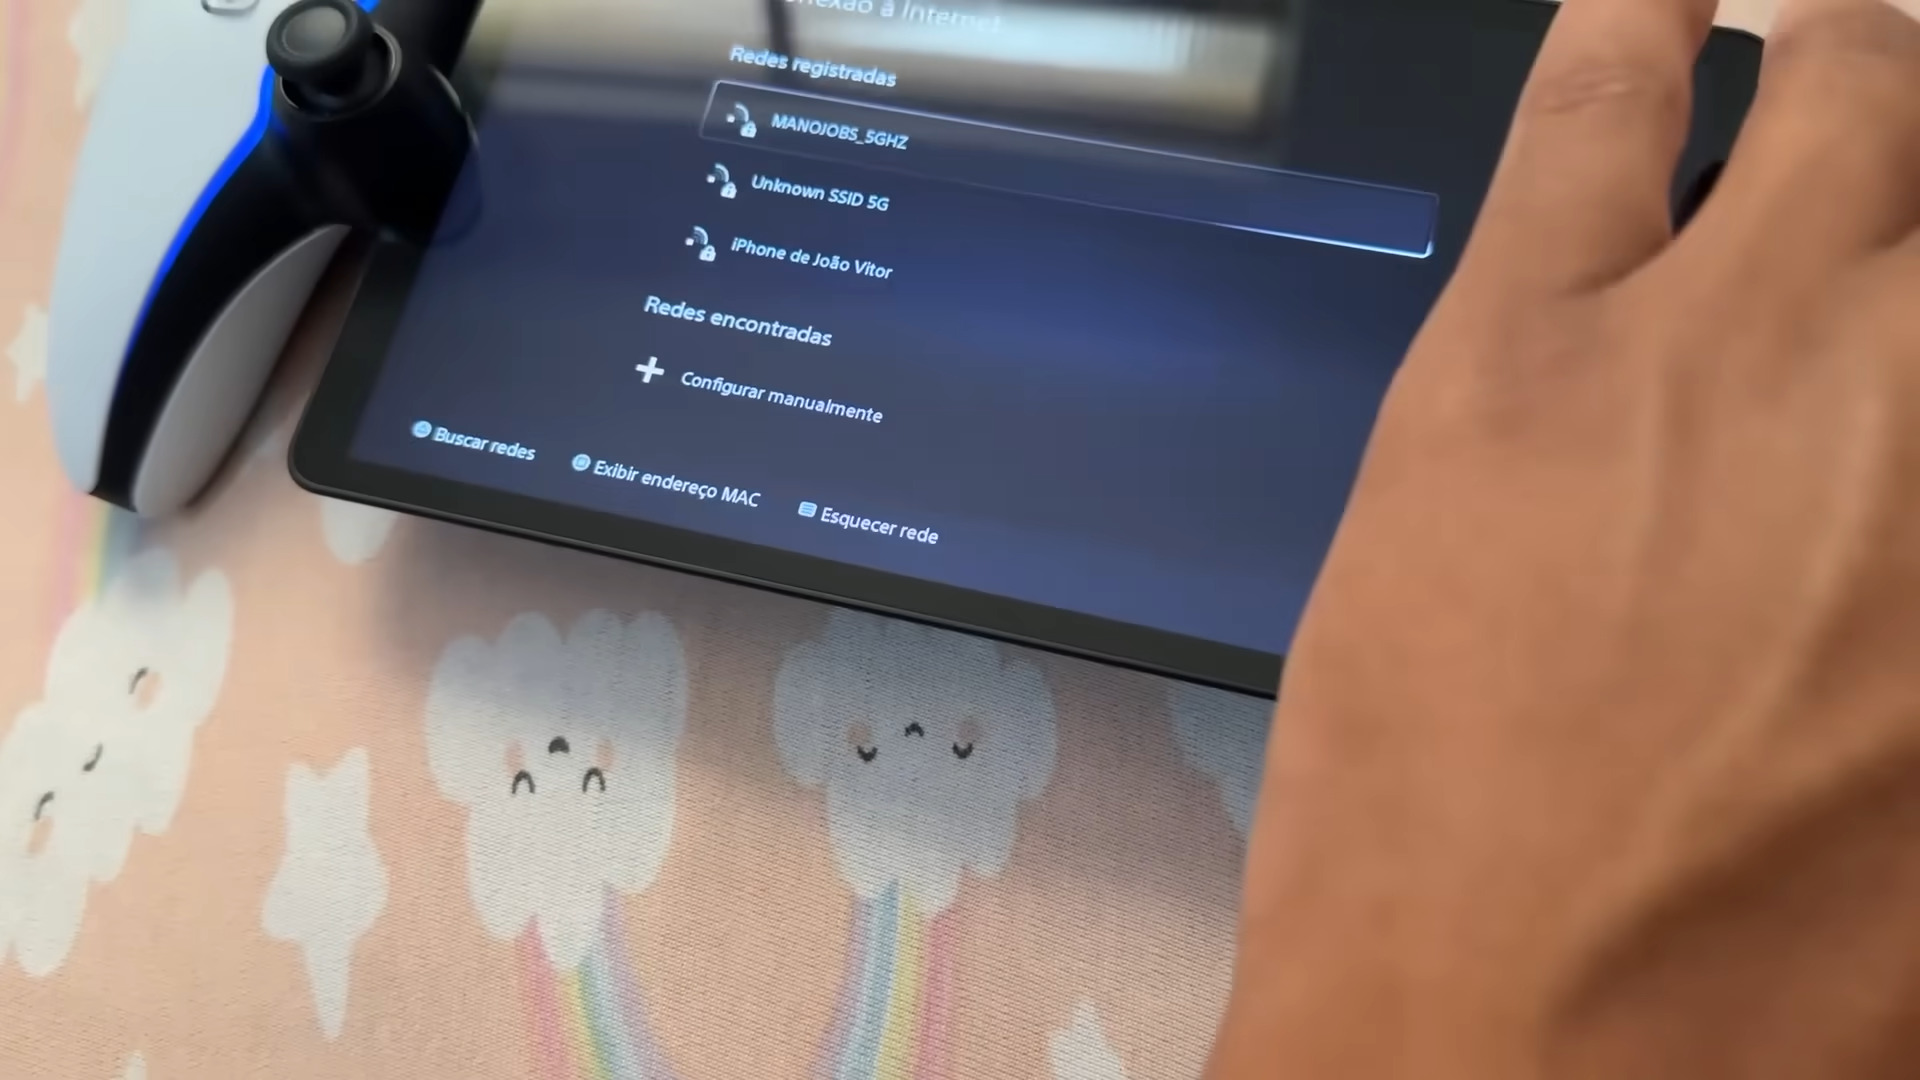 à Internet
Redes registradas
MANOJOBS_5GHZ
Unknown SSID 5G
iPhone de João Vitor
Redes encontradas
Configurar manualmente
Buscar redes
Exibir endereço MAC
Esquecer rede